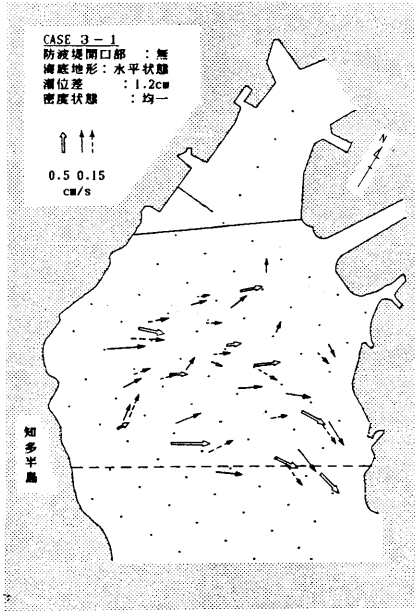 CASE 3-1
防波堤開口部 : 無
海底地形: 水平状態
潮位差 : 1.2cm
密度状態 : 均一
0.5 0.15
cm/s
N
知多半島